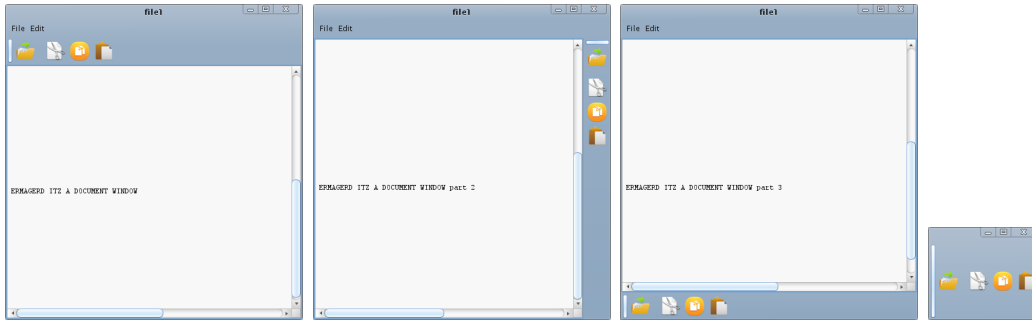 file1
File Edit
ERMAGERD ITZ A DOCUMENT WINDOW
file1
File Edit
ERMAGERD ITZ A DOCUMENT WINDOW part 2
file1
File Edit
ERMAGERD ITZ A DOCUMENT WINDOW part 3